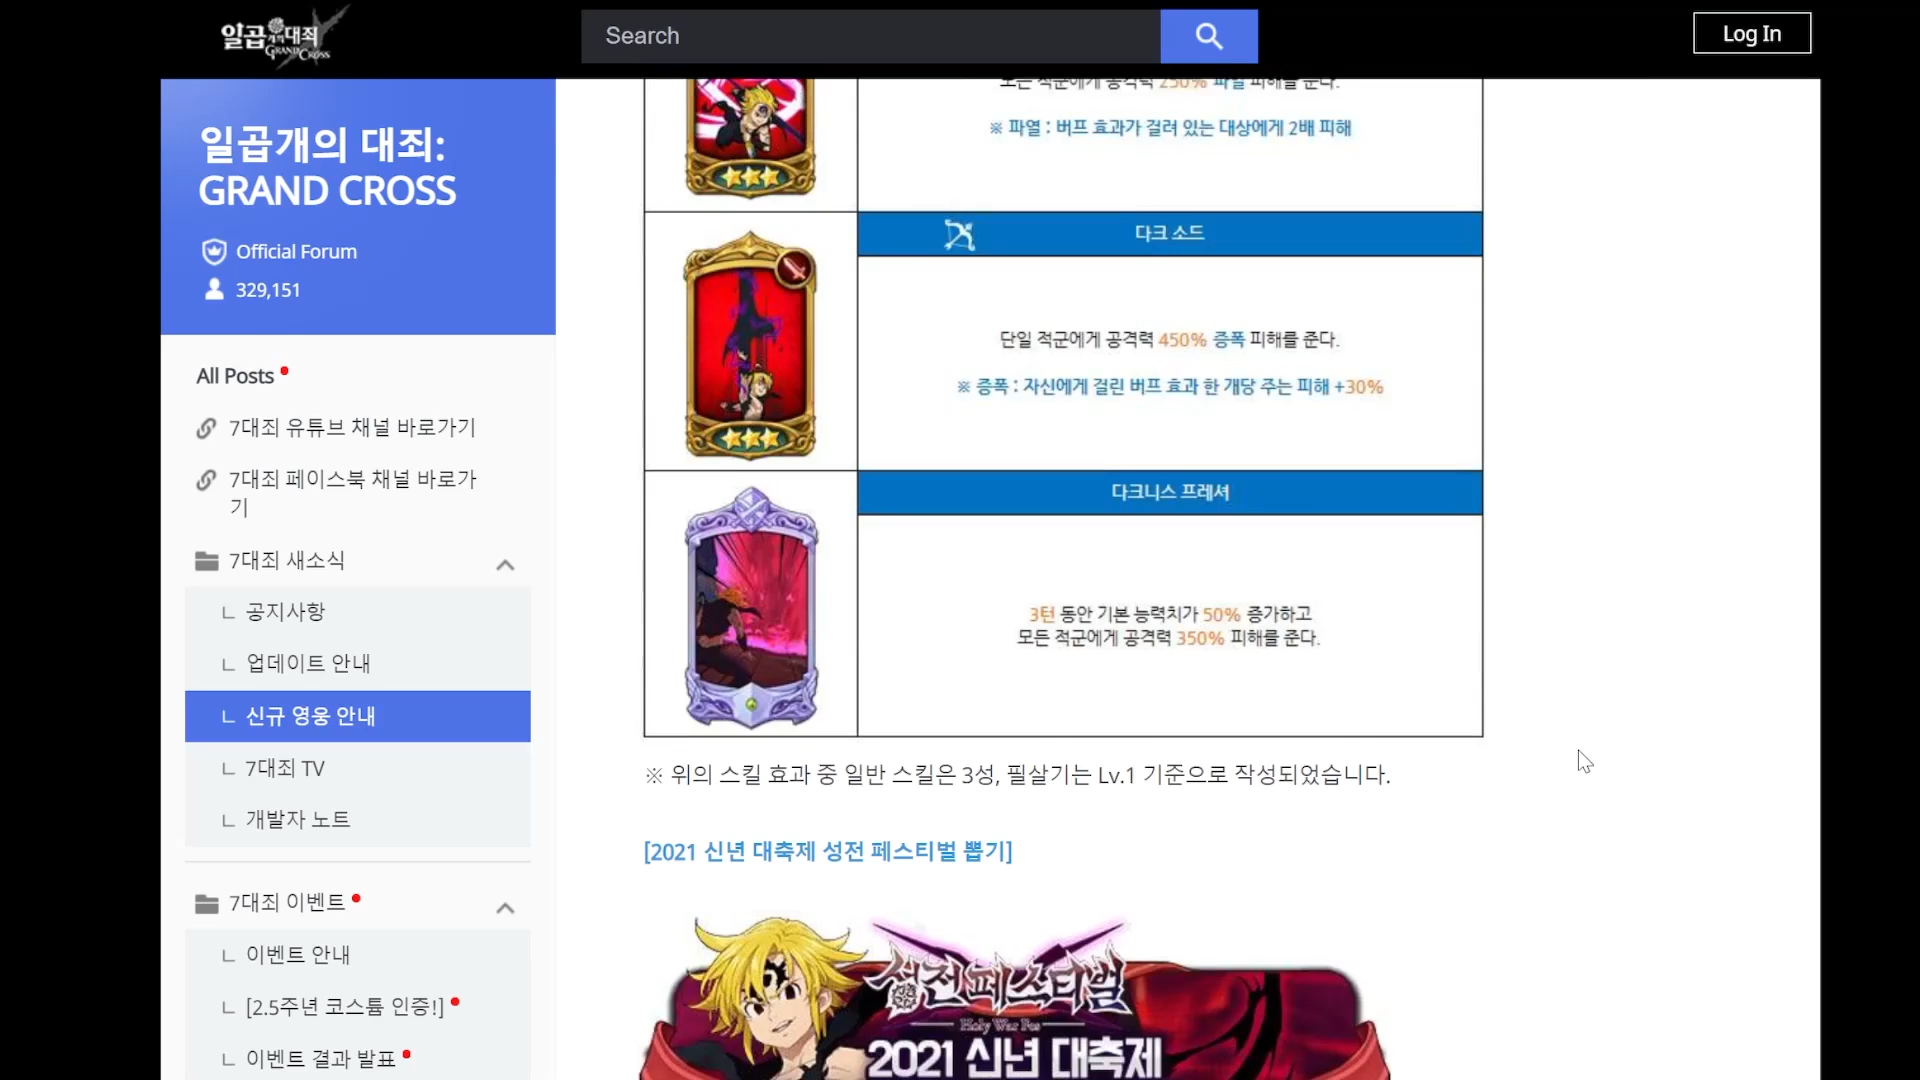 일곱개의대죄
GRAND CROSS
Search
Log In
일곱개의 대죄:
GRAND CROSS
Official Forum
329,151
All Posts
7대죄 유튜브 채널 바로가기
7대죄 페이스북 채널 바로가
기
7대죄 새소식
ㄴ 공지사항
ㄴ 업데이트 안내
ㄴ 신규 영웅 안내
ㄴ 7대죄 TV
ㄴ 개발자 노트
7대죄 이벤트
ㄴ 이벤트 안내
ㄴ [2.5주년 코스튬 인증!]
ㄴ 이벤트 결과 발표
모든 적군에게 공격력 250% 파열 피해를 준다.
※ 파열 : 버프 효과가 걸려 있는 대상에게 2배 피해
다크 소드
단일 적군에게 공격력 450% 증폭 피해를 준다.
※ 증폭 : 자신에게 걸린 버프 효과 한 개당 주는 피해 +30%
다크니스 프레셔
3턴 동안 기본 능력치가 50% 증가하고
모든 적군에게 공격력 350% 피해를 준다.
※ 위의 스킬 효과 중 일반 스킬은 3성, 필살기는 Lv.1 기준으로 작성되었습니다.
[2021 신년 대축제 성전 페스티벌 뽑기]
성전페스티벌
Holy War Fes
2021 신년 대축제